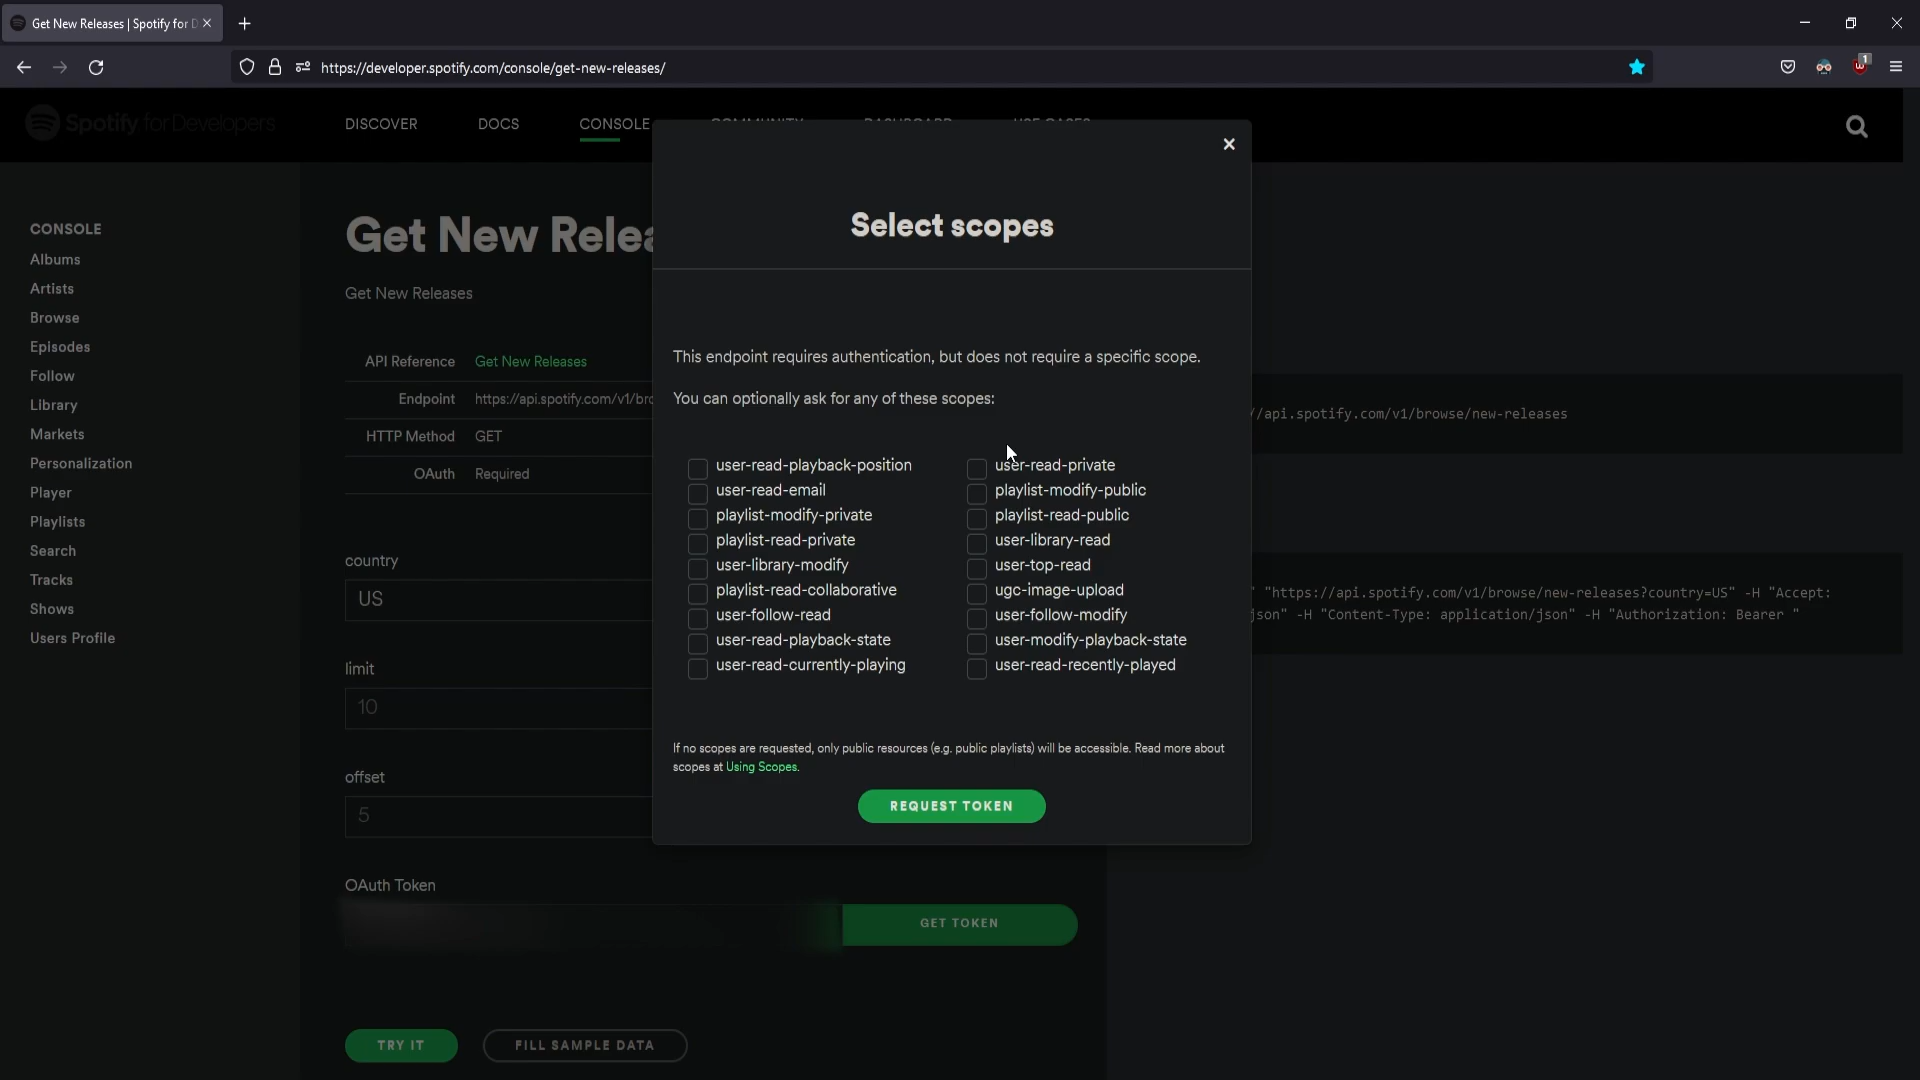 Get New Releases | Spotify for D
https://developer.spotify.com/console/get-new-releases/
1
Spotify for Developers
DISCOVER
DOCS
CONSOLE
COMMUNITY
DASHBOARD
USE CASES
CONSOLE
Albums
Artists
Browse
Episodes
Follow
Library
Markets
Personalization
Player
Playlists
Search
Tracks
Shows
Users Profile
Get New Relea
Get New Releases
API Reference Get New Releases
Endpoint https://api.spotify.com/v1/bro
HTTP Method GET
OAuth Required
country
US
limit
10
offset
5
OAuth Token
GET TOKEN
TRY IT
FILL SAMPLE DATA
Select scopes
This endpoint requires authentication, but does not require a specific scope.
You can optionally ask for any of these scopes:
user-read-playback-position user-read-private
user-read-email playlist-modify-public
playlist-modify-private playlist-read-public
playlist-read-private user-library-read
user-library-modify user-top-read
playlist-read-collaborative ugc-image-upload
user-follow-read user-follow-modify
user-read-playback-state user-modify-playback-state
user-read-currently-playing user-read-recently-played
If no scopes are requested, only public resources (e.g. public playlists) will be accessible. Read more about
scopes at Using Scopes.
REQUEST TOKEN
//api.spotify.com/v1/browse/new-releases
" "https://api.spotify.com/v1/browse/new-releases?country=US" -H "Accept:
json" -H "Content-Type: application/json" -H "Authorization: Bearer "